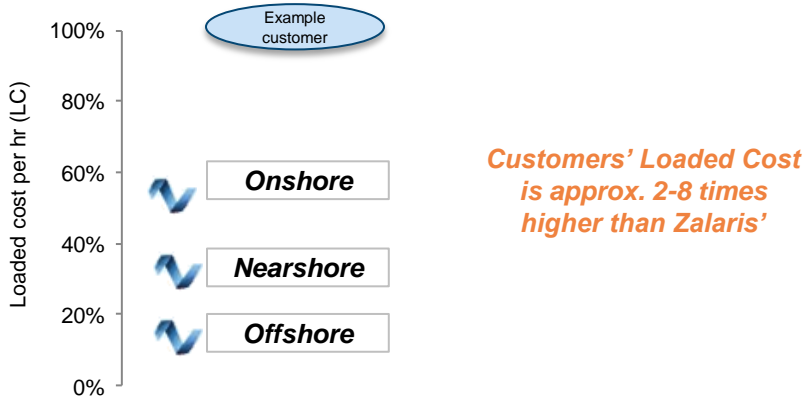 Example
customer
100%
80%
60%
40%
20%
0%
Loaded cost per hr (LC)
Onshore
Nearshore
Offshore
Customers’ Loaded Cost
is approx. 2-8 times
higher than Zalaris’